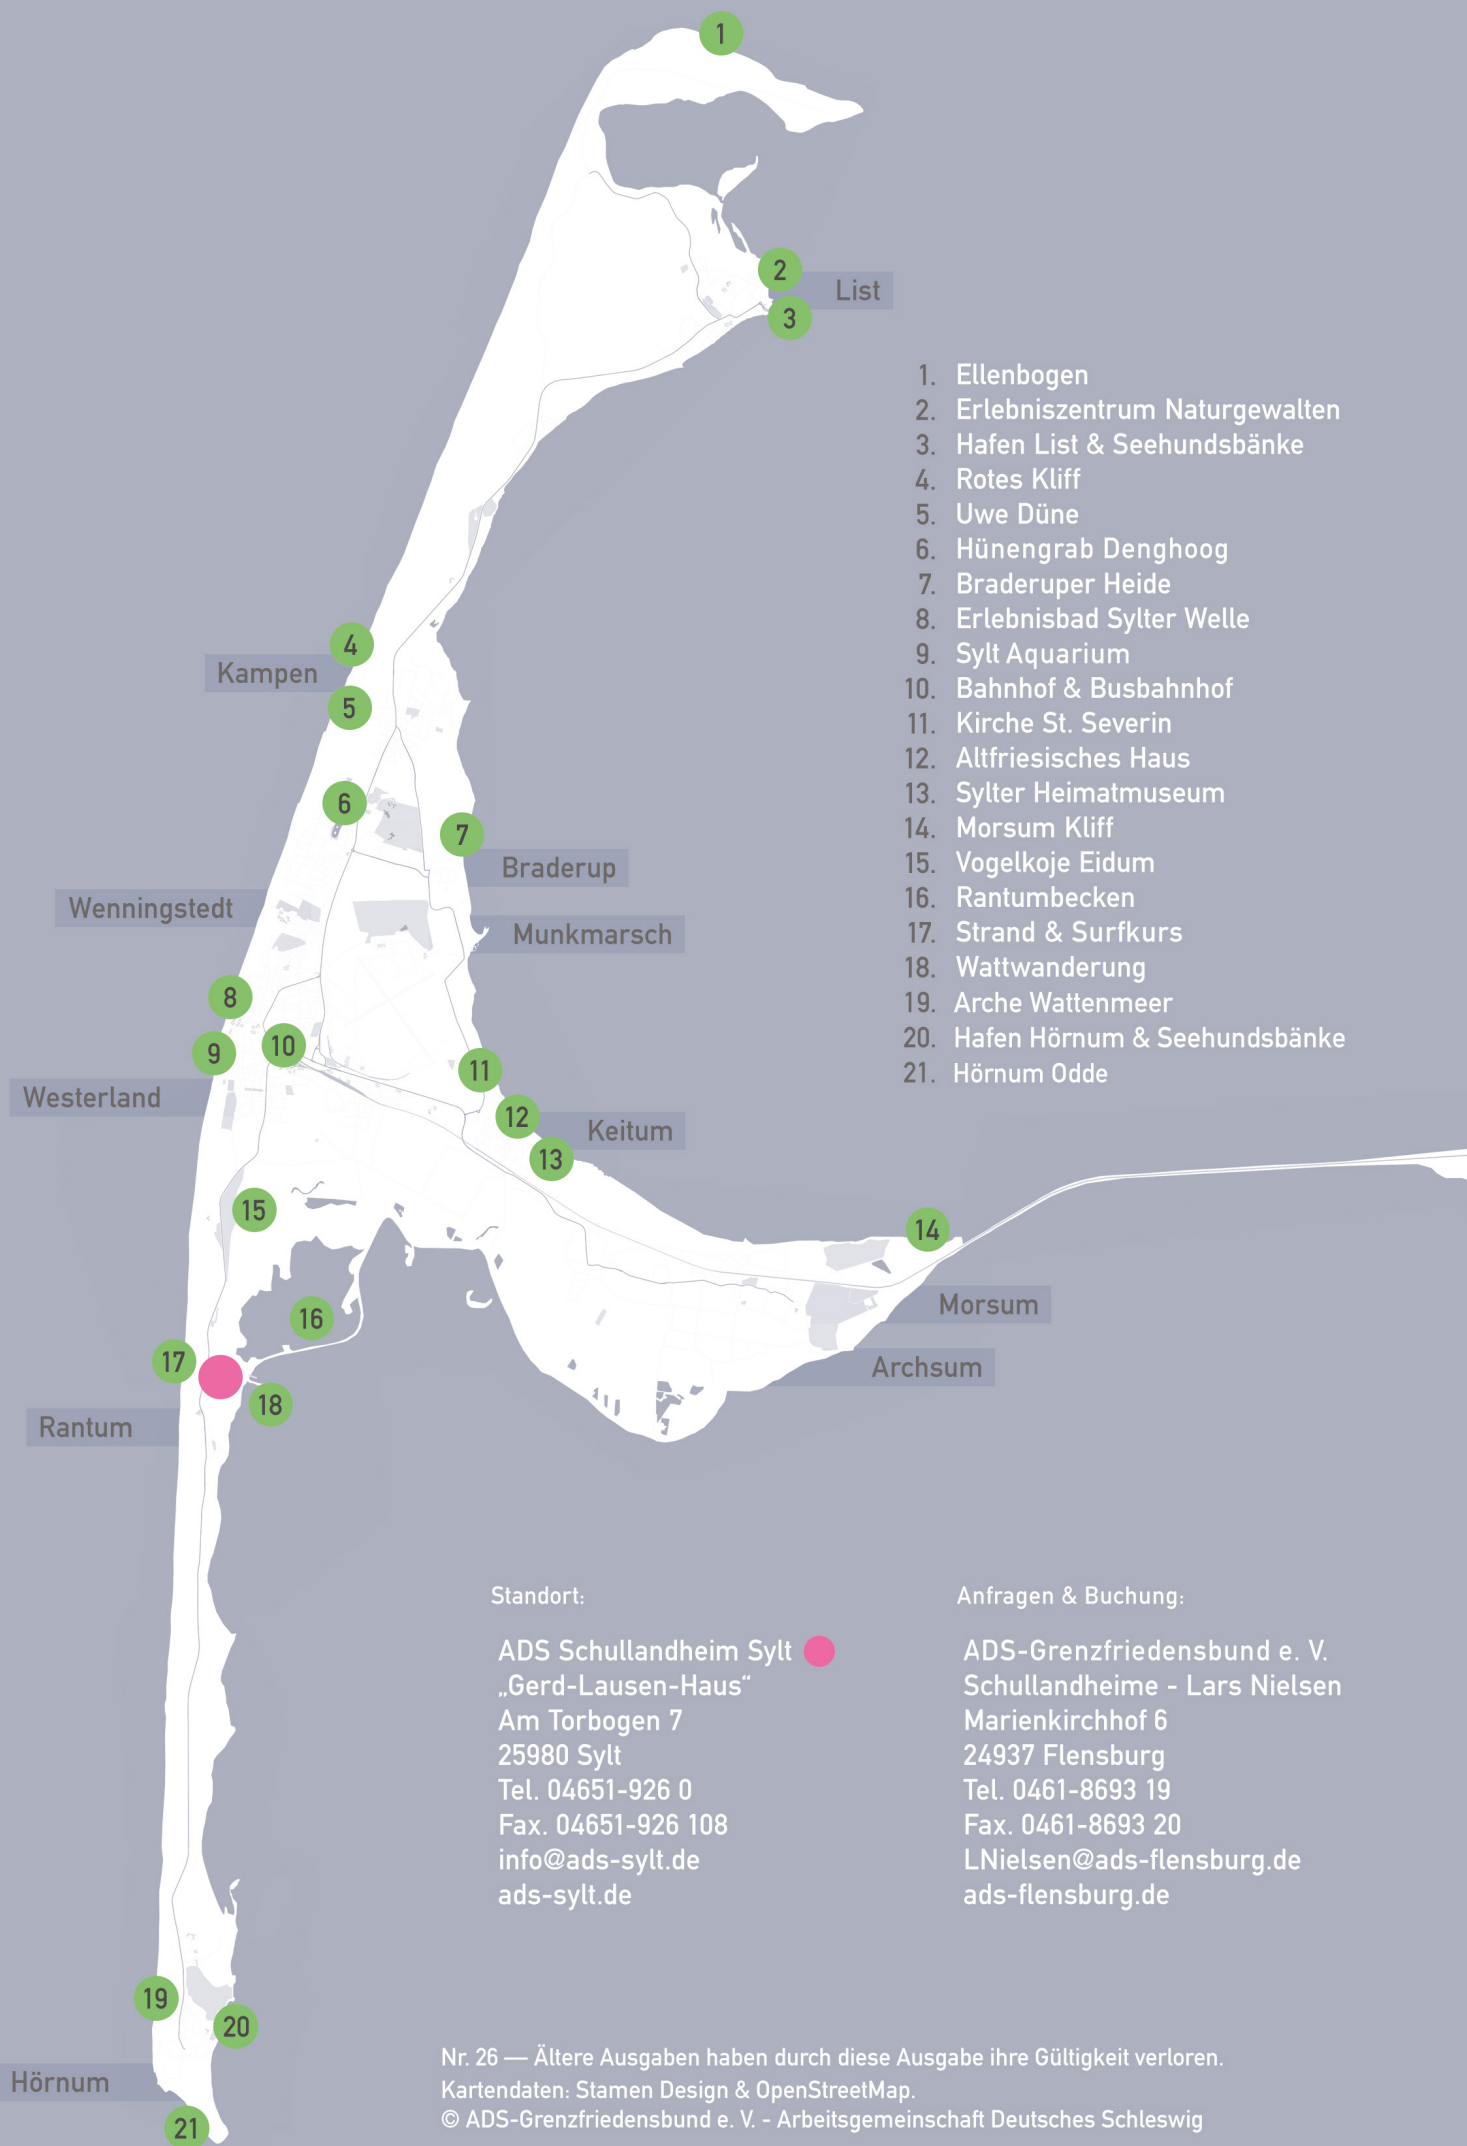 1
2
List
3
1. Ellenbogen
2. Erlebniszentrum Naturgewalten
3. Hafen List & Seehundsbänke
4. Rotes Kliff
5. Uwe Düne
6. Hünengrab Denghoog
7. Braderuper Heide
8. Erlebnisbad Sylter Welle
9. Sylt Aquarium
10. Bahnhof & Busbahnhof
11. Kirche St. Severin
12. Altfriesisches Haus
13. Sylter Heimatmuseum
14. Morsum Kliff
15. Vogelkoje Eidum
16. Rantumbecken
17. Strand & Surfkurs
18. Wattwanderung
19. Arche Wattenmeer
20. Hafen Hörnum & Seehundsbänke
21. Hörnum Odde
4
Kampen
5
6
7
Braderup
Wenningstedt
Munkmarsch
8
9
10
11
Westerland
12
Keitum
13
15
14
16
Morsum
17
Archsum
18
Rantum
Standort:
ADS Schullandheim Sylt
„Gerd-Lausen-Haus“
Am Torbogen 7
25980 Sylt
Tel. 04651-926 0
Fax. 04651-926 108
info@ads-sylt.de
ads-sylt.de
Anfragen & Buchung:
ADS-Grenzfriedensbund e. V.
Schullandheime - Lars Nielsen
Marienkirchhof 6
24937 Flensburg
Tel. 0461-8693 19
Fax. 0461-8693 20
LNielsen@ads-flensburg.de
ads-flensburg.de
19
20
Hörnum
21
Nr. 26 — Ältere Ausgaben haben durch diese Ausgabe ihre Gültigkeit verloren.
Kartendaten: Stamen Design & OpenStreetMap.
© ADS-Grenzfriedensbund e. V. - Arbeitsgemeinschaft Deutsches Schleswig